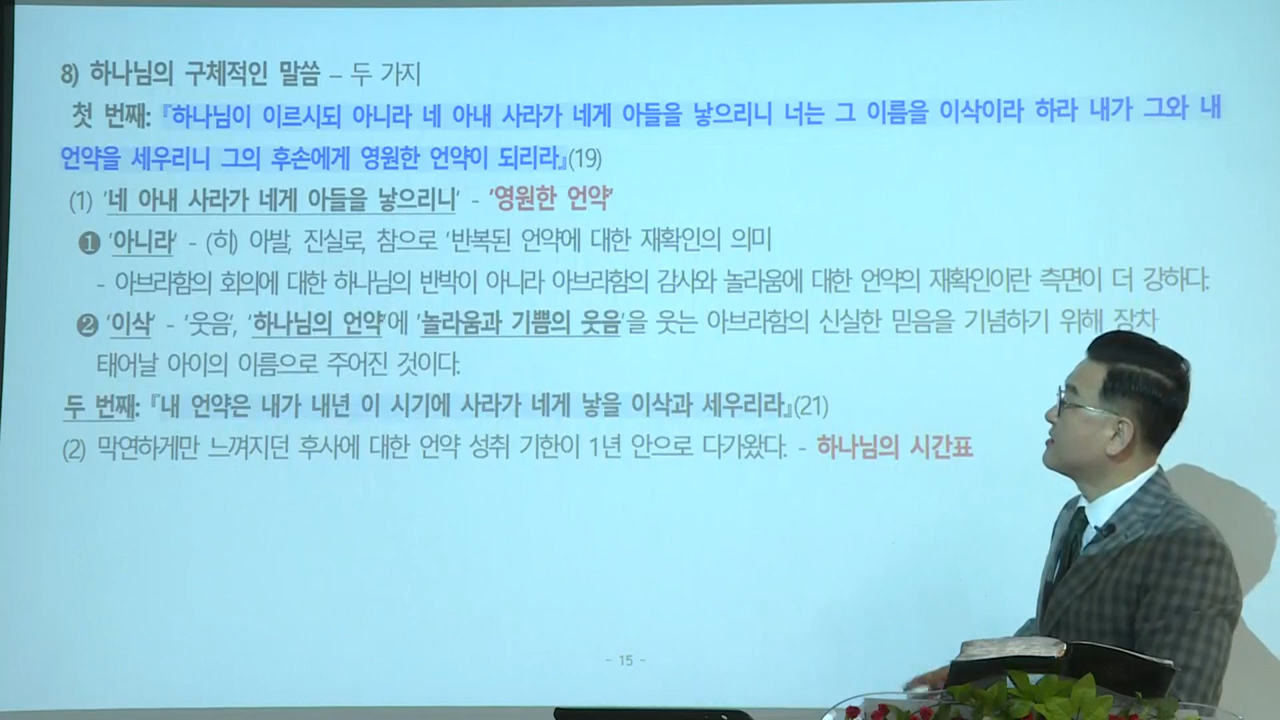 8) 하나님의 구체적인 말씀 – 두 가지
첫 번째: 『하나님이 이르시되 아니라 네 아내 사라가 네게 아들을 낳으리니 너는 그 이름을 이삭이라 하라 내가 그와 내
언약을 세우리니 그의 후손에게 영원한 언약이 되리라』(19)
(1) '네 아내 사라가 네게 아들을 낳으리니' - '영원한 언약'
❶ '아니라' - (히) 아발, 진실로, 참으로 '반복된 언약에 대한 재확인의 의미
- 아브라함의 회의에 대한 하나님의 반박이 아니라 아브라함의 감사와 놀라움에 대한 언약의 재확인이란 측면이 더 강하다.
❷ '이삭' - '웃음', '하나님의 언약'에 '놀라움과 기쁨의 웃음'을 웃는 아브라함의 신실한 믿음을 기념하기 위해 장차
태어날 아이의 이름으로 주어진 것이다.
두 번째: 『내 언약은 내가 내년 이 시기에 사라가 네게 낳을 이삭과 세우리라』(21)
(2) 막연하게만 느껴지던 후사에 대한 언약 성취 기한이 1년 안으로 다가왔다. - 하나님의 시간표
- 15 -